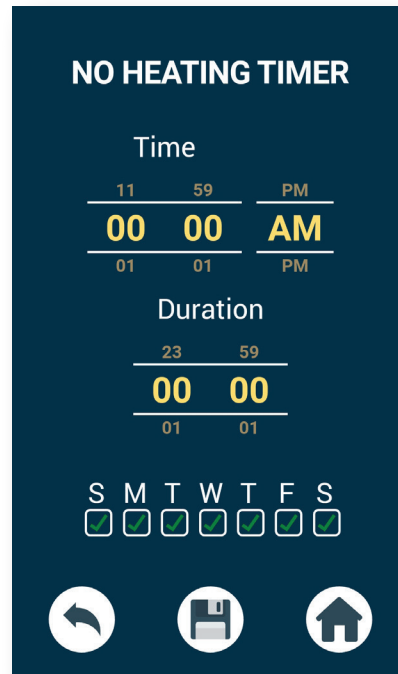 NO HEATING TIMER
Time
11 59 PM
00 00 AM
01 01 PM
Duration
23 59
00 00
01 01
S M T W T F S